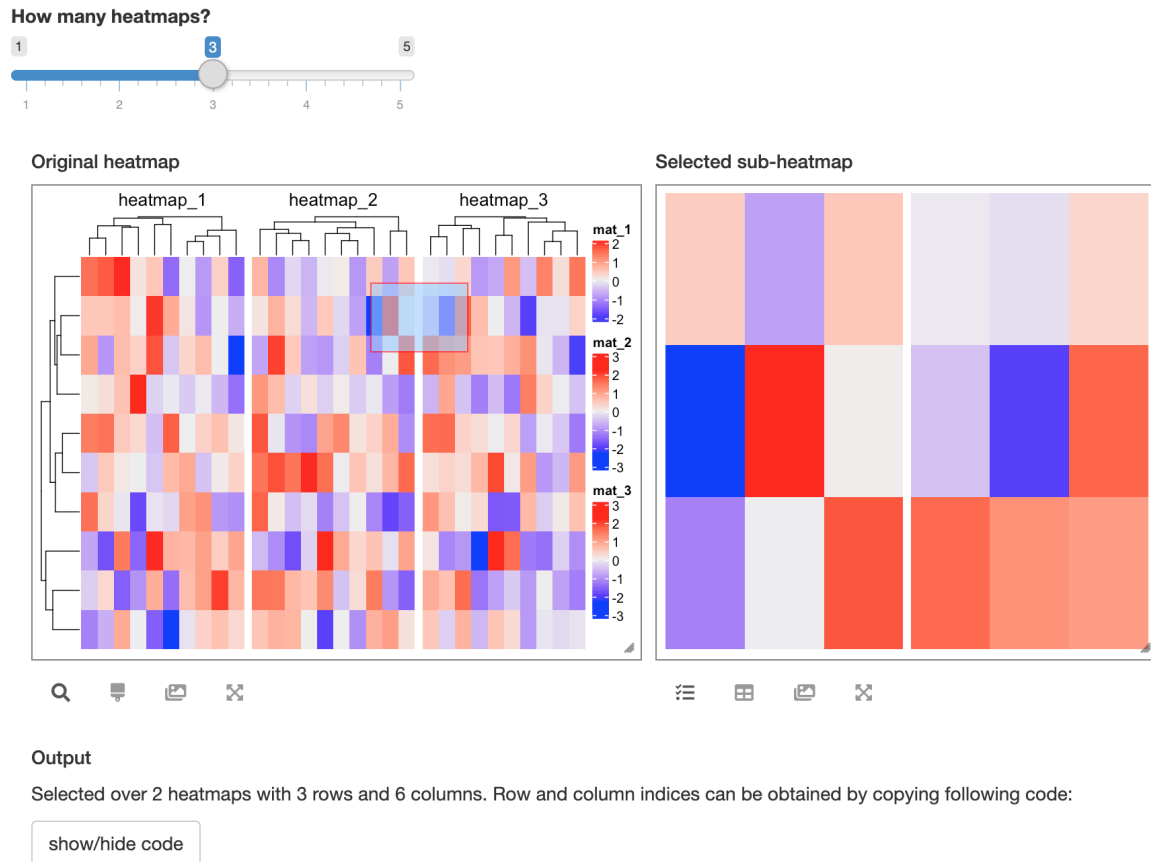 How many heatmaps?
1 3 5
1 2 3 4 5
Original heatmap
Selected sub-heatmap
heatmap_1 heatmap_2 heatmap_3
mat_1
2
1
0
-1
-2
mat_2
3
2
1
0
-1
-2
-3
mat_3
3
2
1
0
-1
-2
-3
Output
Selected over 2 heatmaps with 3 rows and 6 columns. Row and column indices can be obtained by copying following code:
show/hide code